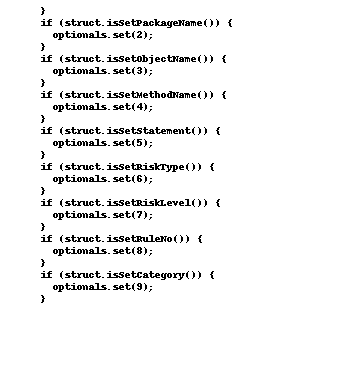 }
if (struct.isSetPackageName()) {
optionals.set(2);
}
if (struct.isSetObjectName()) {
optionals.set(3);
}
if (struct.isSetMethodName()) {
optionals.set(4);
}
if (struct.isSetStatement()) {
optionals.set(5);
}
if (struct.isSetRiskType()) {
optionals.set(6);
}
if (struct.isSetRiskLevel()) {
optionals.set(7);
}
if (struct.isSetRuleNo()) {
optionals.set(8);
}
if (struct.isSetCategory()) {
optionals.set(9);
}